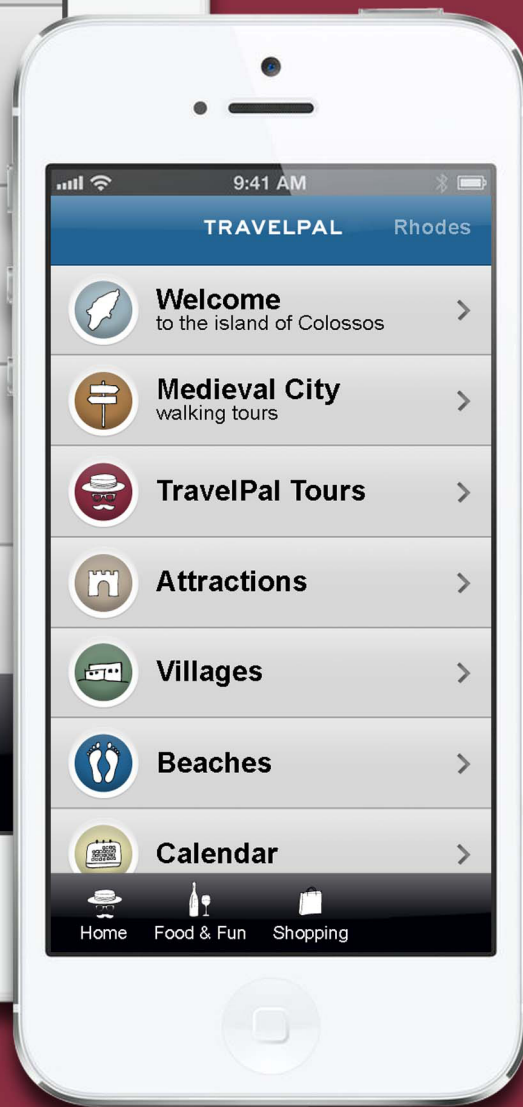 9:41 AM
TRAVELPAL Rhodes
Welcome
to the island of Colossos
Medieval City
walking tours
TravelPal Tours
Attractions
Villages
Beaches
Calendar
Home Food & Fun Shopping